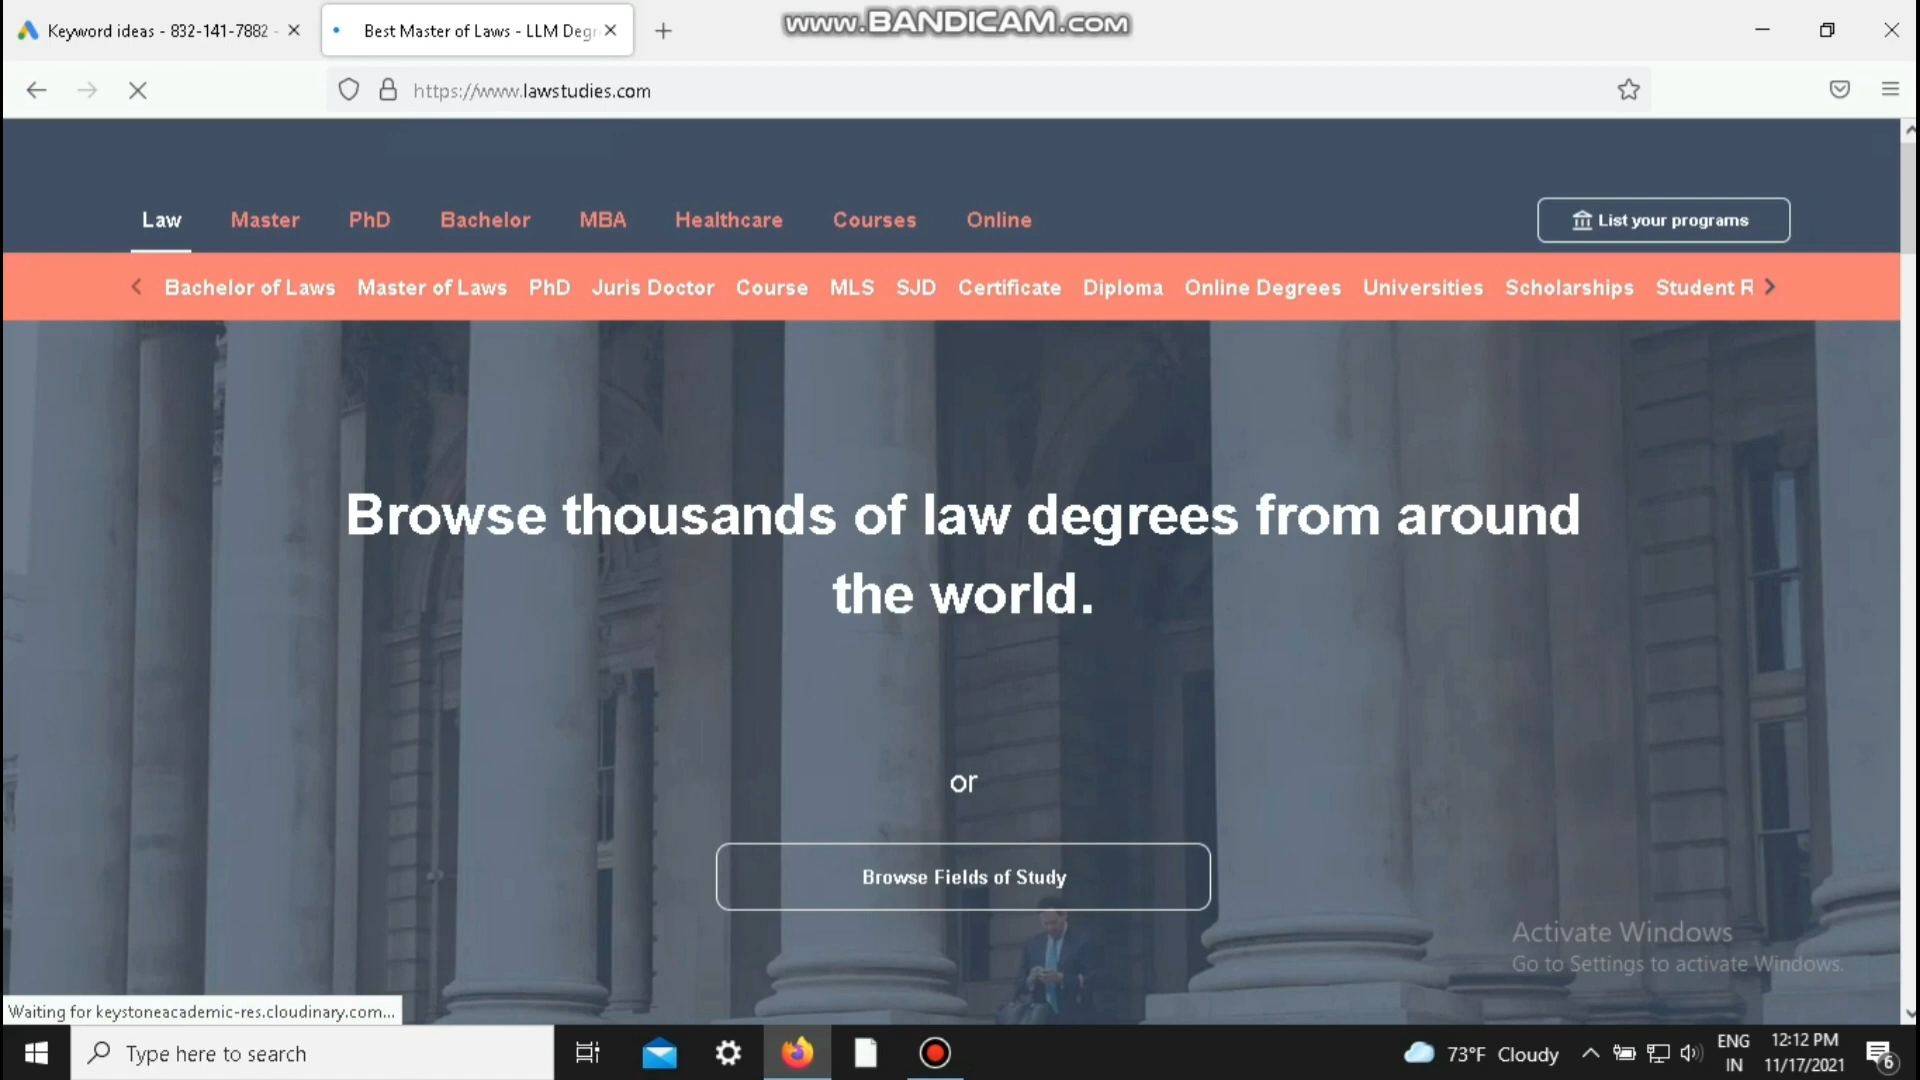 www.BANDICAM.com
Keyword ideas - 832-141-7882 -
Best Master of Laws - LLM Degr
https://www.lawstudies.com
Law Master PhD Bachelor MBA Healthcare Courses Online
List your programs
Bachelor of Laws Master of Laws PhD Juris Doctor Course MLS SJD Certificate Diploma Online Degrees Universities Scholarships Student R
Browse thousands of law degrees from around
the world.
or
Browse Fields of Study
Activate Windows
Go to Settings to activate Windows.
Waiting for keystoneacademic-res.cloudinary.com...
Type here to search
73°F Cloudy
ENG
IN
12:12 PM
11/17/2021
6